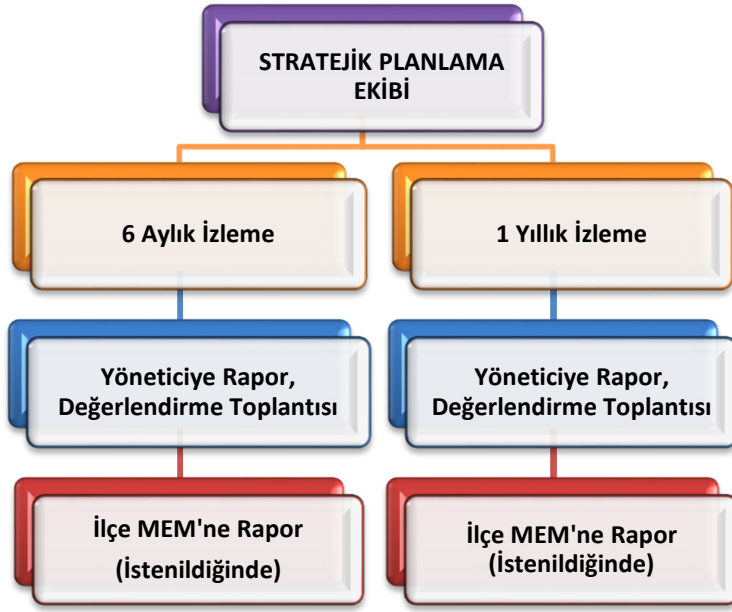 STRATEJİK PLANLAMA
EKİBİ
6 Aylık İzleme
1 Yıllık İzleme
Yöneticiye Rapor,
Değerlendirme Toplantısı
Yöneticiye Rapor,
Değerlendirme Toplantısı
İlçe MEM'ne Rapor
(İstenildiğinde)
İlçe MEM'ne Rapor
(İstenildiğinde)